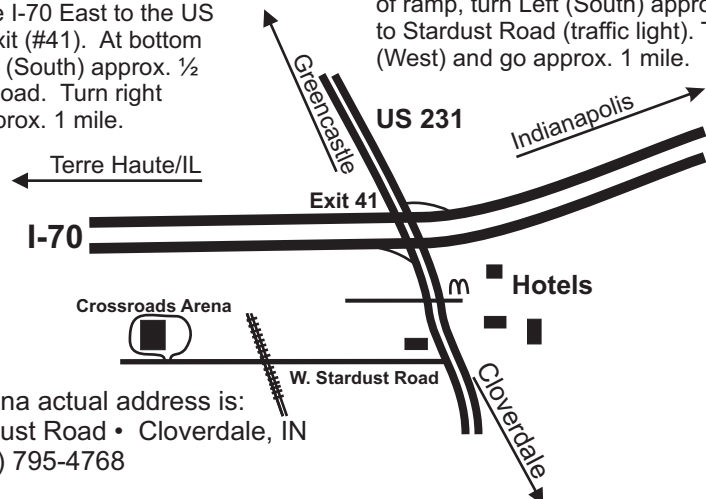 e I-70 East to the US
xit (#41). At bottom
(South) approx. ½
oad. Turn right
prox. 1 mile.
of ramp, turn Left (South) appro
to Stardust Road (traffic light). T
(West) and go approx. 1 mile.
Greencastle
US 231
Indianapolis
Terre Haute/IL
Exit 41
I-70
Hotels
Crossroads Arena
W. Stardust Road
Cloverdale
na actual address is:
ust Road • Cloverdale, IN
) 795-4768